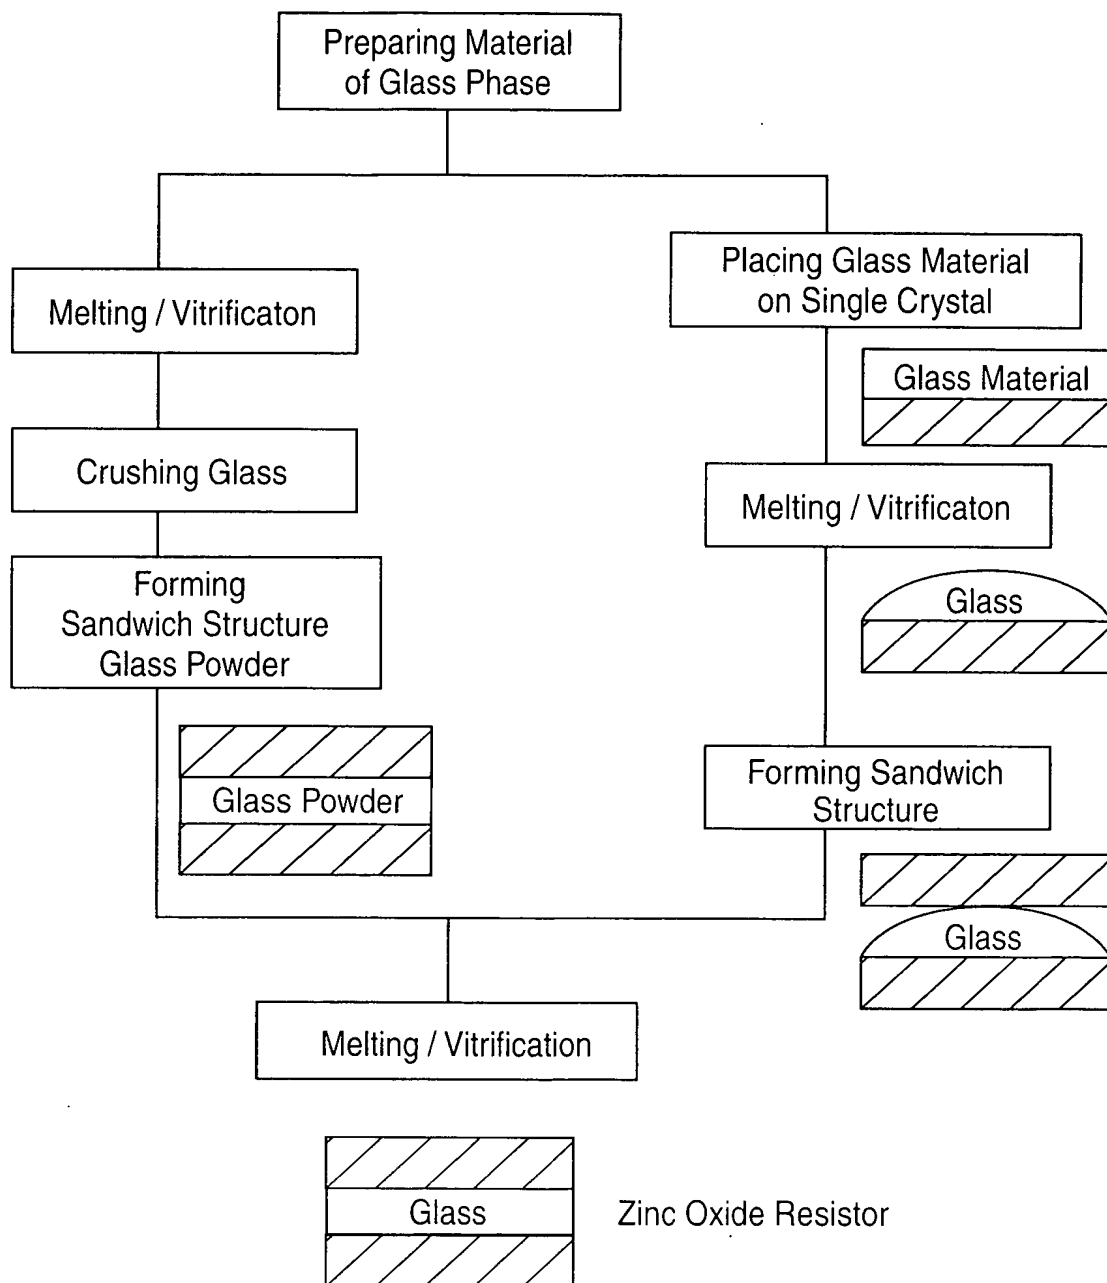 Preparing Material
of Glass Phase
Melting / Vitrificaton
Crushing Glass
Forming
Sandwich Structure
Glass Powder
Glass Powder
Placing Glass Material
on Single Crystal
Glass Material
Melting / Vitrificaton
Glass
Forming Sandwich
Structure
Glass
Melting / Vitrification
Glass
Zinc Oxide Resistor